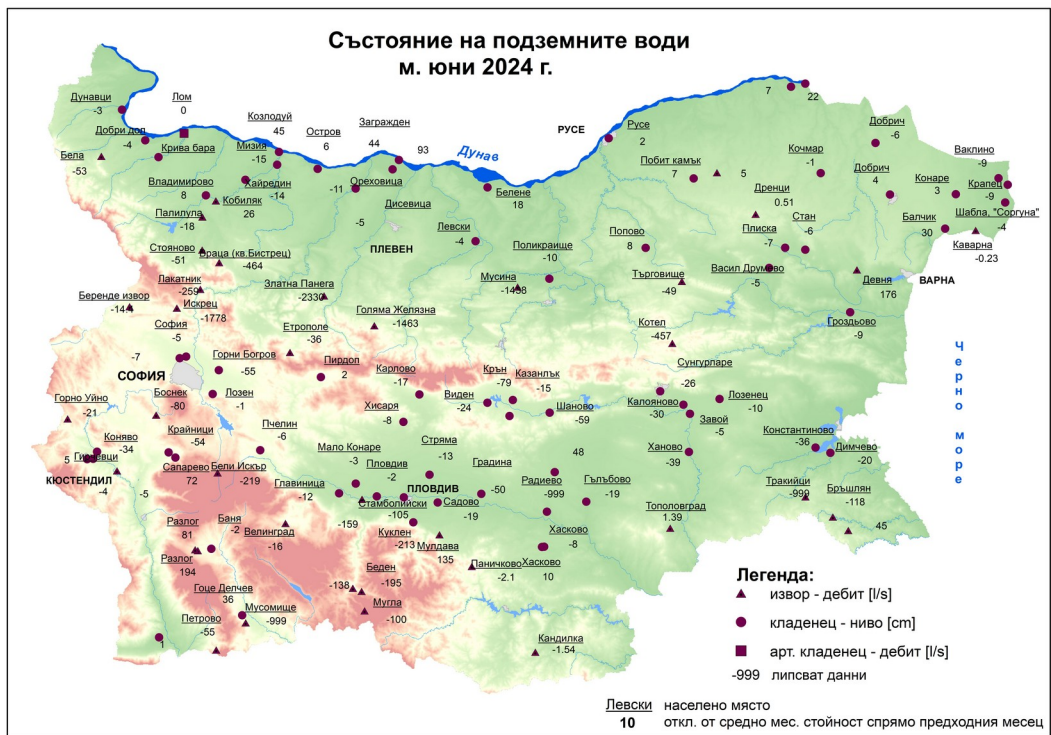 Състояние на подземните води
м. юни 2024 г.
Дунавци
-3
Лом
0
Козлодуй
45
Остров
6
Заграждeн
44
93
Дунав
РУСЕ
Русе
2
7
22
Добрич
-6
Добри дол
-4
Крива бара
Мизия
-15
Бела
-53
Хайредин
-14
-11
Ореховица
Владимирово
8
Кобиляк
26
Палилула
-18
Дисевица
-5
Белене
18
Побит камък
7
5
Кочмар
-1
Добрич
4
Ваклино
-9
Конаре
3
Крапец
-9
Шабла, "Соргуна"
-4
Балчик
30
Каварна
-0.23
Дренци
0.51
Стан
-6
Плиска
-7
Стояново
-51
Враца (кв.Бистрец)
-464
ПЛЕВЕН
Левски
-4
Поликраище
-10
Попово
8
Търговище
-49
Васил Друмево
-5
Девня
176
ВАРНА
Лакатник
-259
Златна Панега
-2330
Мусина
-1438
Беренде извор
-144
Искрец
-1778
София
-5
Голяма Желязна
-1463
Етрополе
-36
Котел
-457
Гроздьово
-9
-7
СОФИЯ
Горни Богров
-55
Пирдоп
2
Карлово
-17
Крън
-79
Казанлък
-15
Сунгурларе
-26
Черно море
Горно Уйно
-21
Боснек
-80
Лозен
-1
Хисаря
-8
Виден
-24
Шаново
-59
Калояново
-30
Лозенец
-10
Завой
-5
Коняво
-34
Крайници
-54
Пчелин
-6
Константиново
-36
Димчево
-20
5
КЮСТЕНДИЛ
-4
Сапарево
72
Бели Искър
-219
Мало Конаре
-3
Стряма
-13
Пловдив
-2
Градина
-50
48
Ханово
-39
-5
Главиница
-12
ПЛОВДИВ
Радиево
-999
Гълъбово
-19
Тракийци
-999
Бръшлян
-118
45
-159
Стамболийски
-105
Садово
-19
Тополовград
1.39
Разлог
81
Баня
-2
Велинград
-16
Куклен
-213
Мулдава
135
Хасково
-8
Разлог
194
Паничково
-2.1
Хасково
10
Гоце Делчев
36
Беден
-195
-138
Мугла
-100
Петрово
-55
Мусомище
-999
1
Кандилка
-1.54
Легенда:
извор - дебит [l/s]
кладенец - ниво [cm]
арт. кладенец - дебит [l/s]
-999 липсват данни
Левски населено място
10 откл. от средно мес. стойност спрямо предходния месец